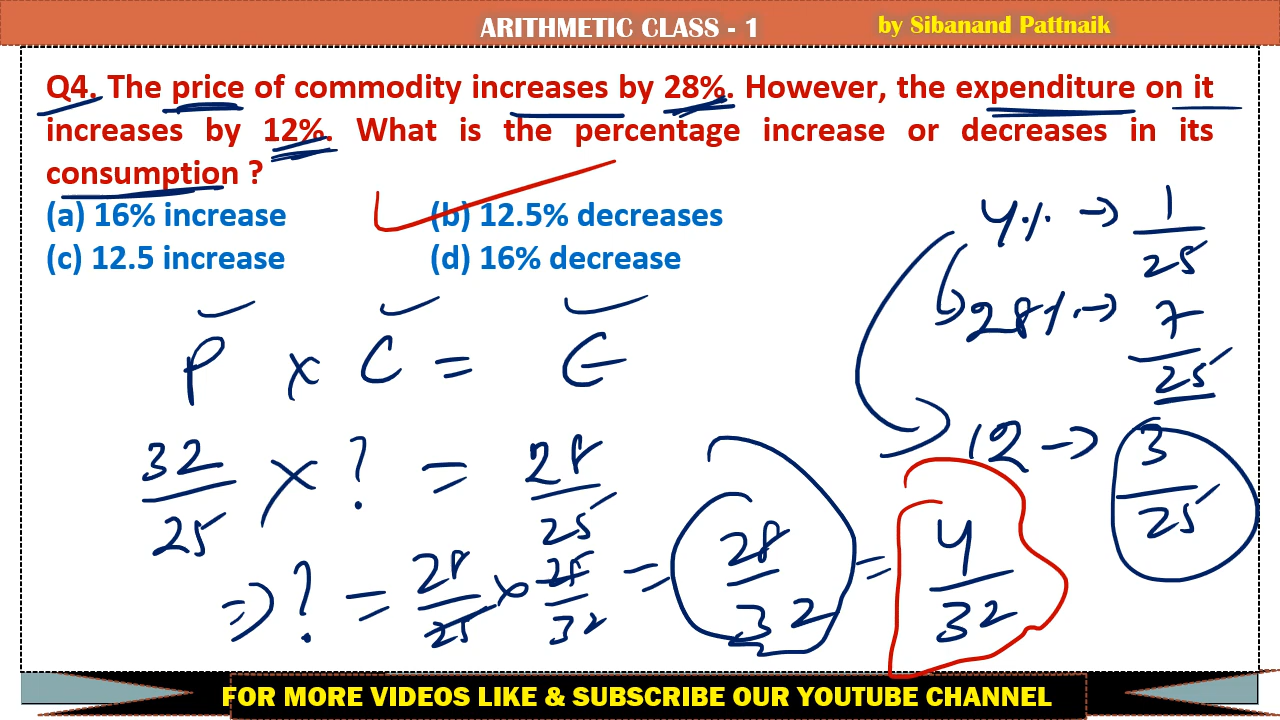 ARITHMETIC CLASS - 1
by Sibanand Pattnaik
Q4. The price of commodity increases by 28%. However, the expenditure on it
increases by 12%. What is the percentage increase or decreases in its
consumption ?
(a) 16% increase
(b) 12.5% decreases
(c) 12.5 increase
(d) 16% decrease
4% → 1/25
28% → 7/25
12 → 3/25
P × C = E
32/25 × ? = 28/25
⇒ ? = 28/25 × 25/32 = 28/32 = 4/32
FOR MORE VIDEOS LIKE & SUBSCRIBE OUR YOUTUBE CHANNEL